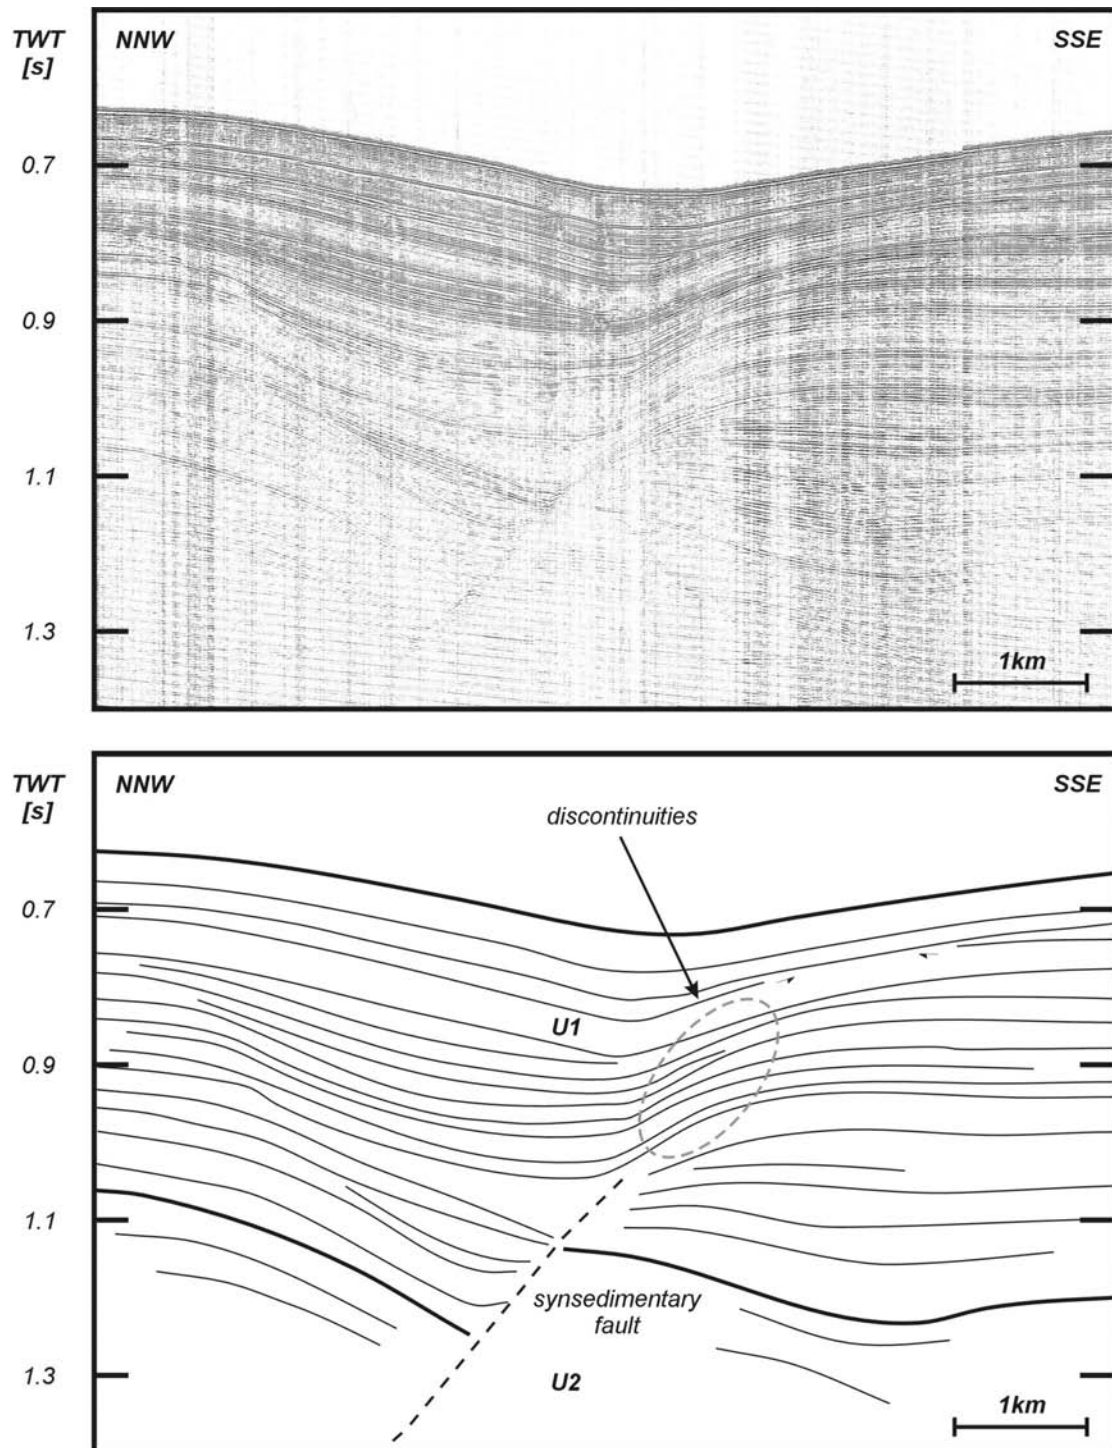 TWT
[s]
NNW
SSE
0.7
0.9
1.1
1.3
1km
TWT
[s]
NNW
SSE
discontinuities
0.7
U1
0.9
1.1
synsedimentary
fault
U2
1.3
1km